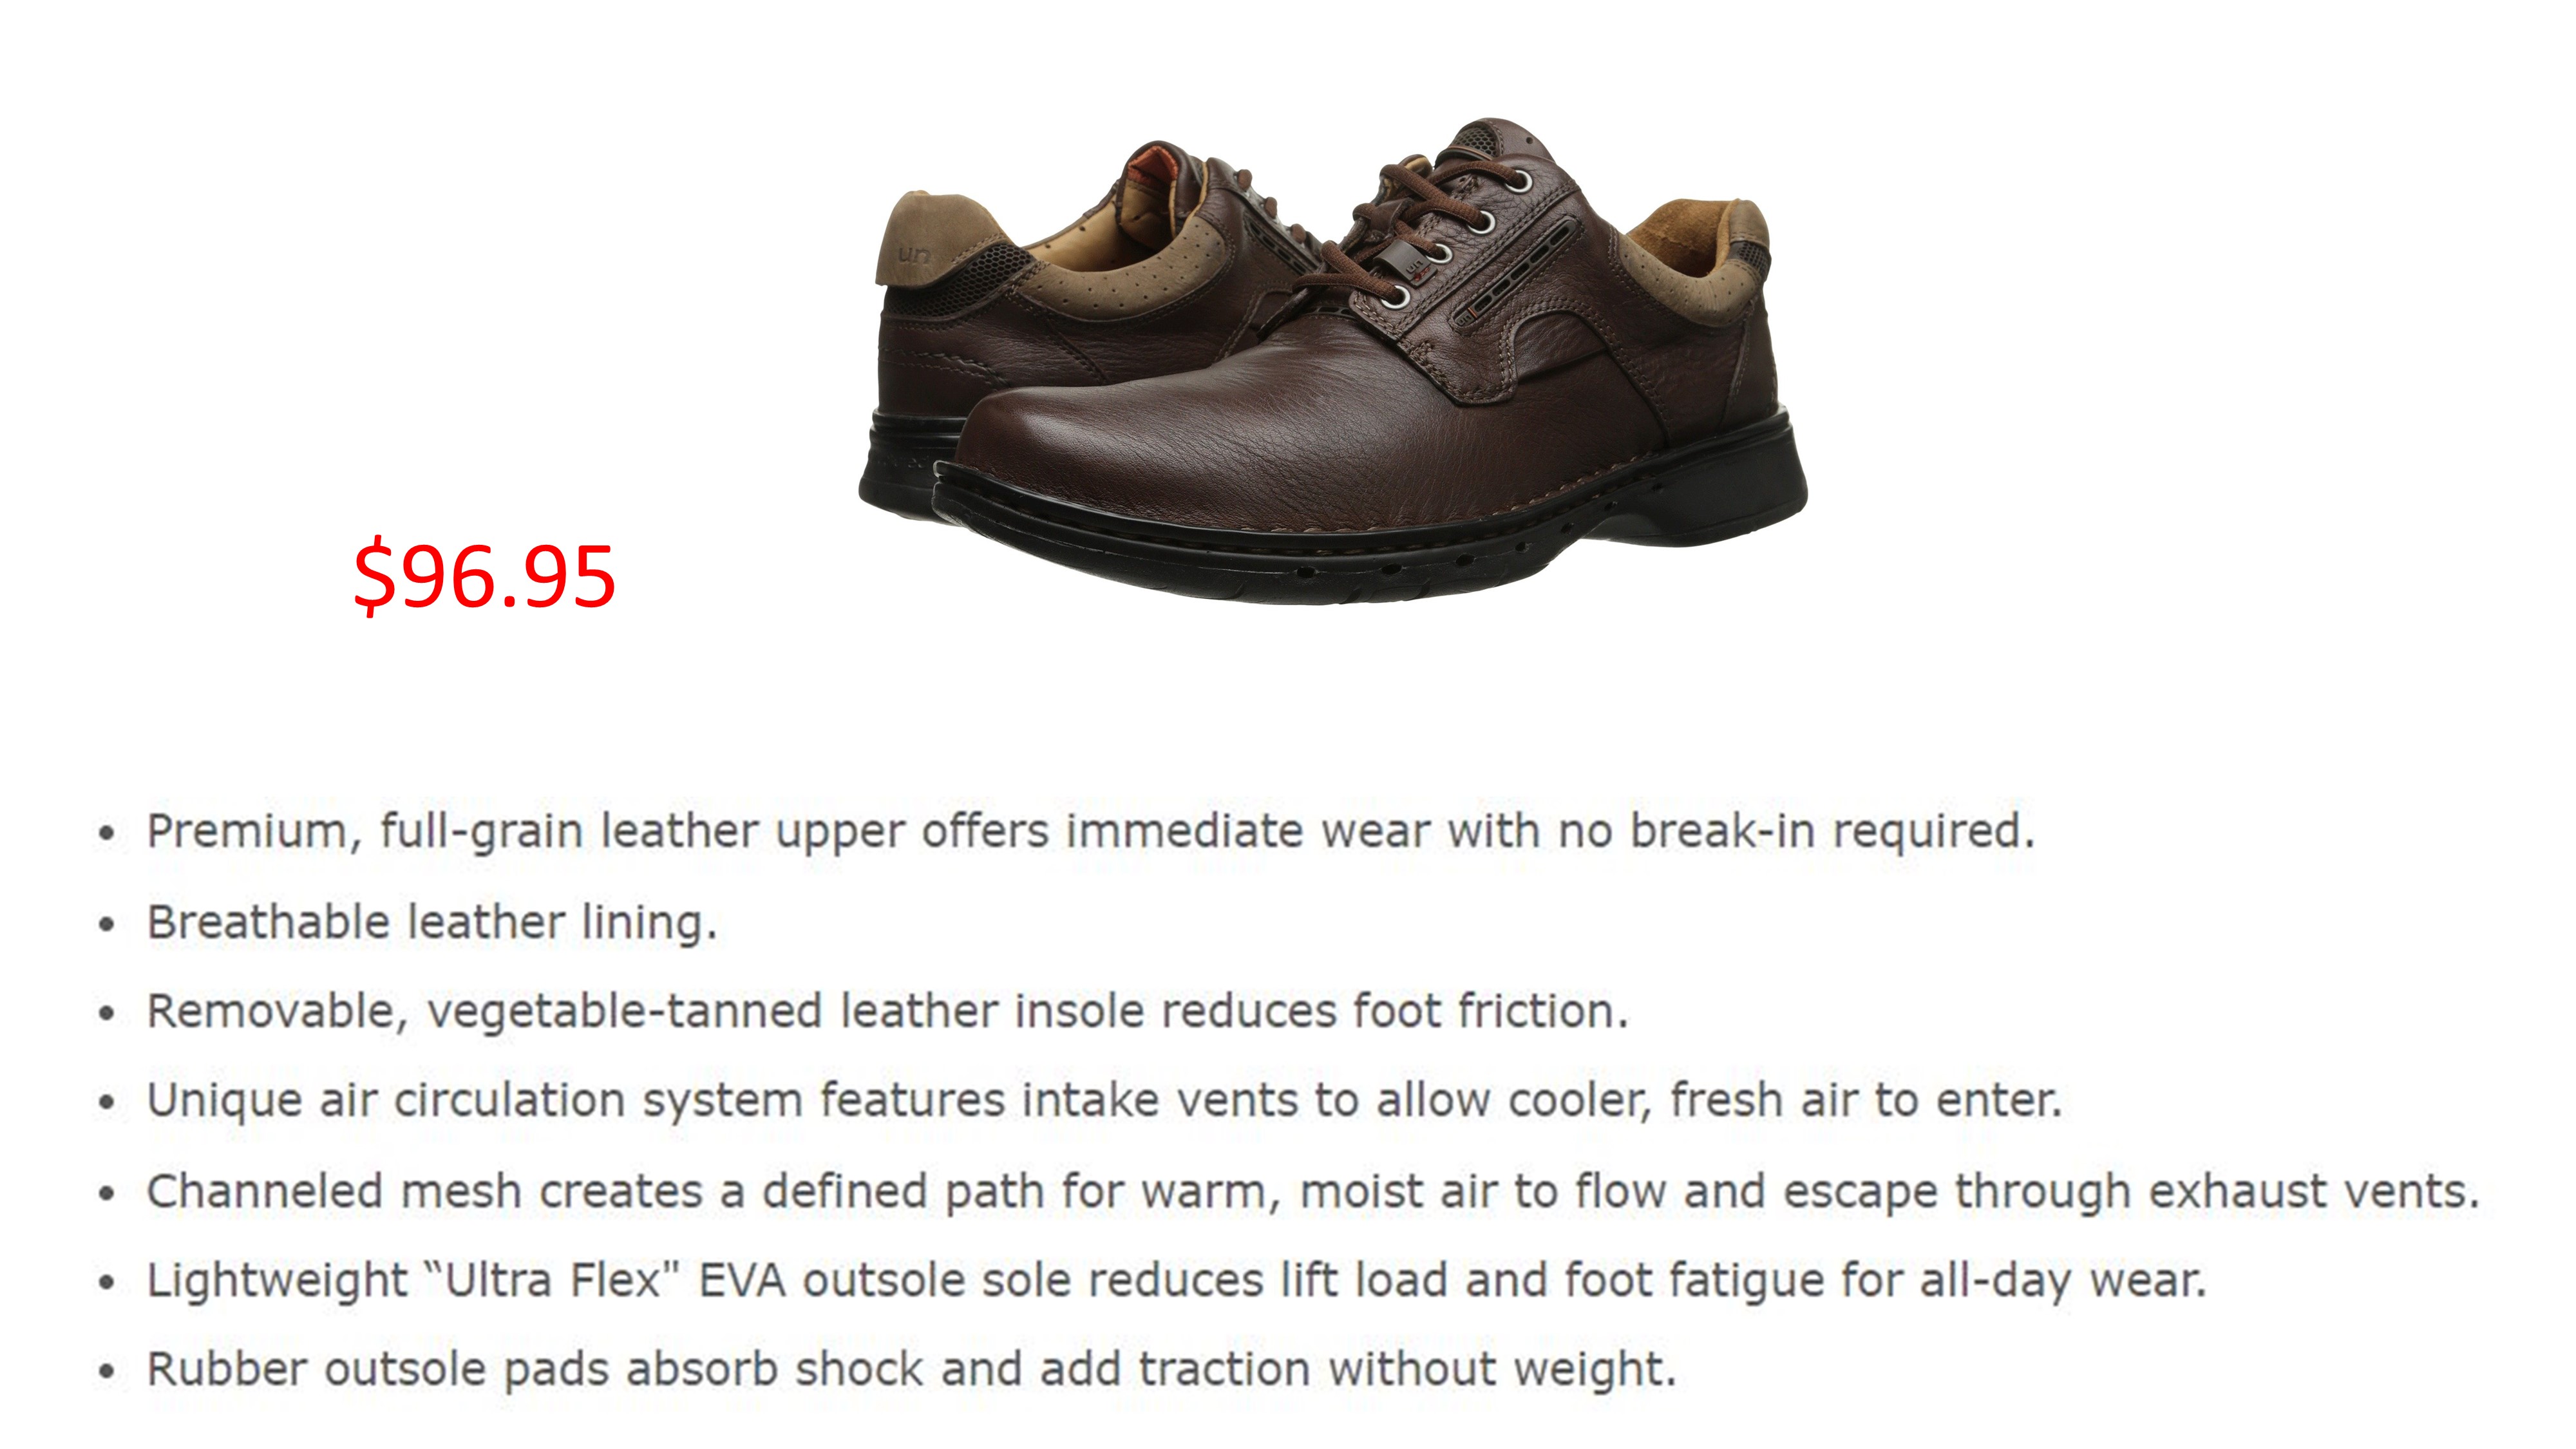 un
un
$96.95
• Premium, full-grain leather upper offers immediate wear with no break-in required.
• Breathable leather lining.
• Removable, vegetable-tanned leather insole reduces foot friction.
• Unique air circulation system features intake vents to allow cooler, fresh air to enter.
• Channeled mesh creates a defined path for warm, moist air to flow and escape through exhaust vents.
• Lightweight “Ultra Flex" EVA outsole sole reduces lift load and foot fatigue for all-day wear.
• Rubber outsole pads absorb shock and add traction without weight.